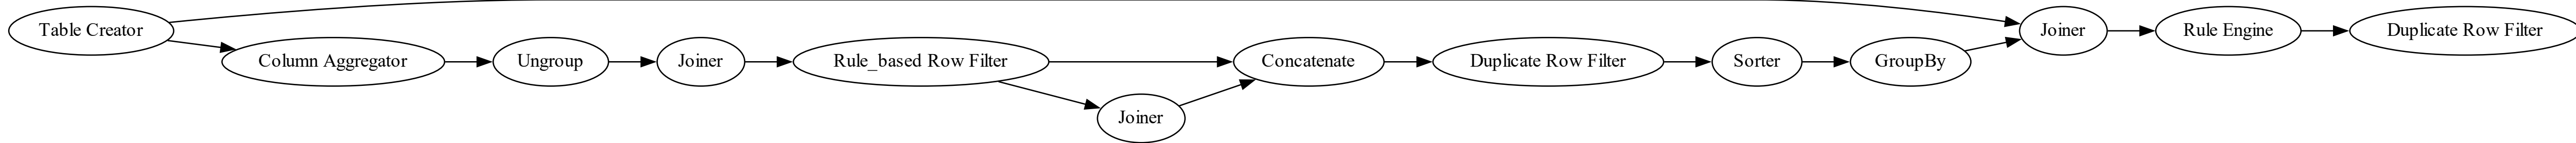 Table Creator
Column Aggregator
Ungroup
Joiner
Rule_based Row Filter
Joiner
Concatenate
Duplicate Row Filter
Sorter
GroupBy
Joiner
Rule Engine
Duplicate Row Filter